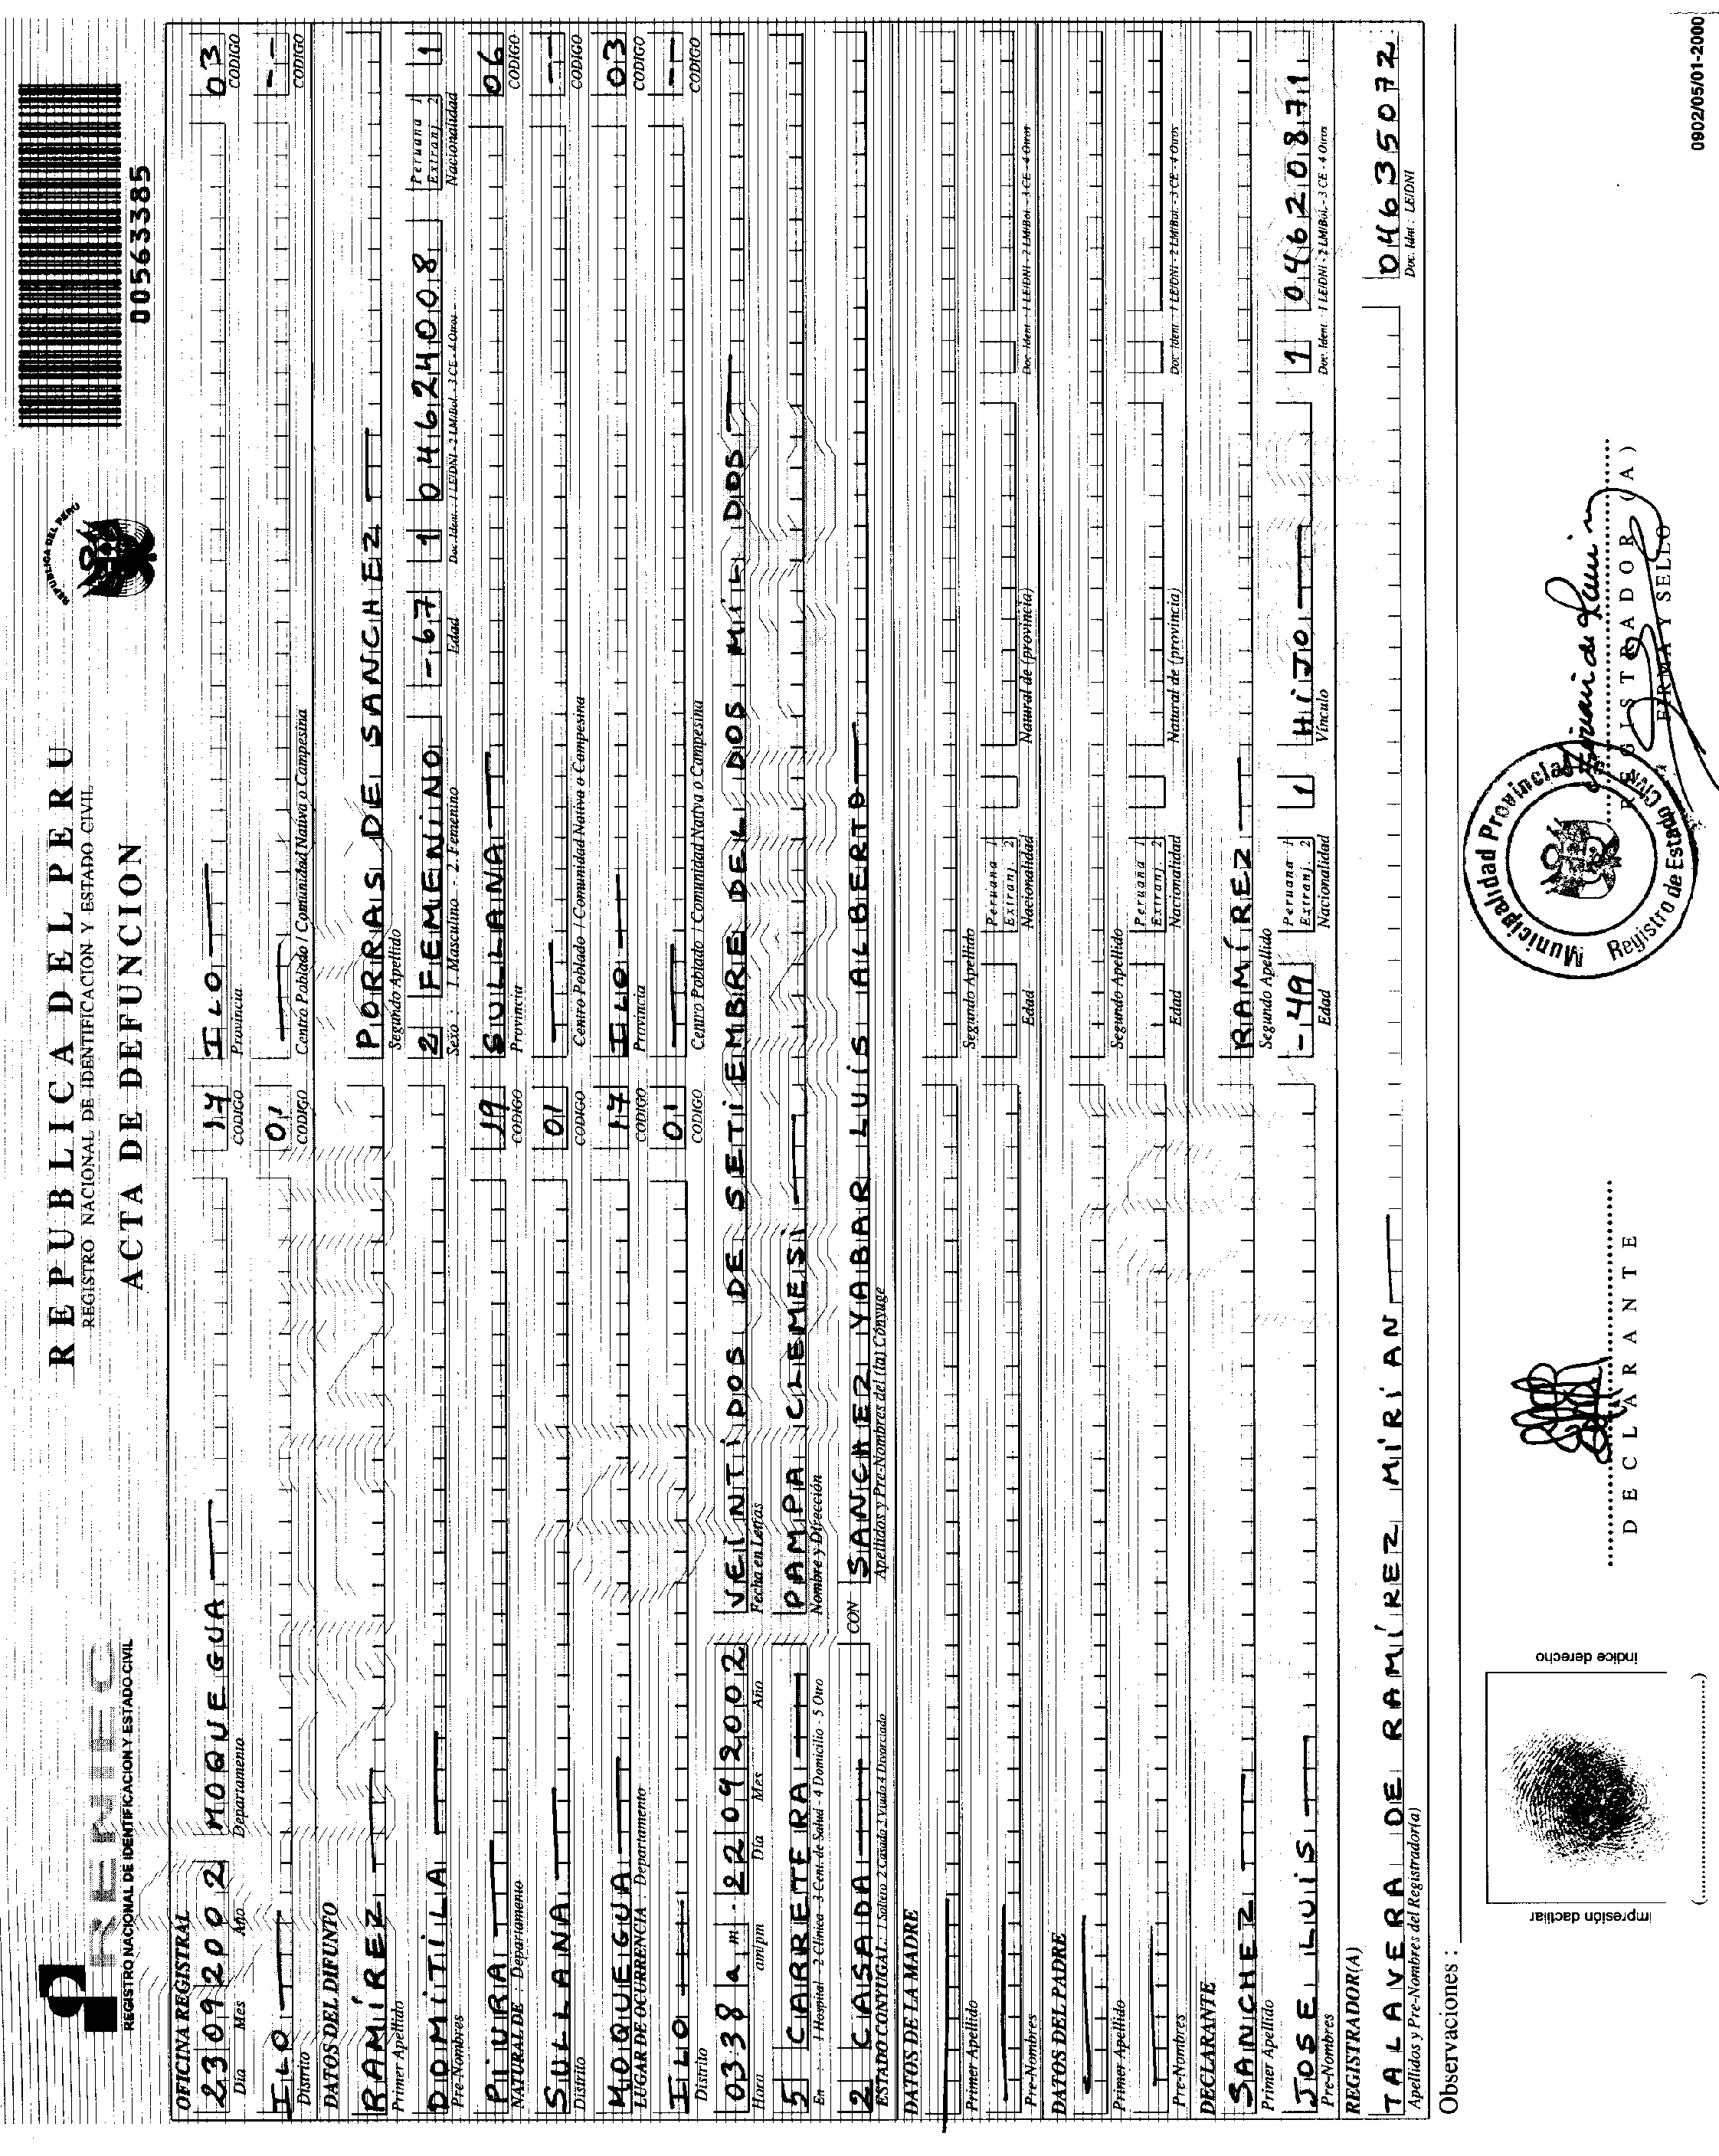 RENIEC
REGISTRO NACIONAL DE IDENTIFICACION Y ESTADO CIVIL
REPUBLICA DEL PERU
REGISTRO NACIONAL DE IDENTIFICACION Y ESTADO CIVIL
ACTA DE DEFUNCION
REPUBLICA DEL PERU
00563385
OFICINA REGISTRAL
23092002 MOQUEGUA 17 ILO 03
Día Mes Año Departamento CODIGO Provincia CODIGO
ILO 01 --
Distrito CODIGO Centro Poblado / Comunidad Nativa o Campesina CODIGO
DATOS DEL DIFUNTO
RAMÍREZ PORRAS DE SANCHEZ
Primer Apellido Segundo Apellido
DOMITILA 2 FEMENINO -67 1 04624008 Peruana 1 Extranj. 2 1
Pre-Nombres Sexo : 1. Masculino - 2. Femenino Edad Doc Ident. : 1 LE/DNI - 2 LM/Bol. - 3 CE - 4 Otros Nacionalidad
PIURA 19 SULLANA 06
NATURAL DE : Departamento CODIGO Provincia CODIGO
SULLANA 01 --
Distrito CODIGO Centro Poblado / Comunidad Nativa o Campesina CODIGO
MOQUEGUA 17 ILO 03
LUGAR DE OCURRENCIA : Departamento CODIGO Provincia CODIGO
ILO 01 --
Distrito CODIGO Centro Poblado / Comunidad Nativa o Campesina CODIGO
0338 a m 22092002 VEINTIDOS DE SETIEMBRE DEL DOS MIL DOS
Hora am/pm Día Mes Año Fecha en Letras
5 CARRETERA PAMPA CLEMESI
En : 1 Hospital - 2 Clínica - 3 Cent. de Salud - 4 Domicilio - 5 Otro Nombre y Dirección
2 CASADA CON SANCHEZ YABAR LUIS ALBERTO
ESTADO CONYUGAL : 1 Soltero 2 Casado 3 Viudo 4 Divorciado Apellidos y Pre-Nombres del (la) Cónyuge
DATOS DE LA MADRE
Primer Apellido Segundo Apellido
Peruana 1 Extranj. 2
Pre-Nombres Edad Nacionalidad Natural de (provincia) Doc Ident : 1 LE/DNI - 2 LM/Bol. - 3 CE - 4 Otros
DATOS DEL PADRE
Primer Apellido Segundo Apellido
Peruana 1 Extranj. 2
Pre-Nombres Edad Nacionalidad Natural de (provincia) Doc Ident : 1 LE/DNI - 2 LM/Bol. - 3 CE - 4 Otros
DECLARANTE
SANCHEZ RAMÍREZ
Primer Apellido Segundo Apellido
JOSE LUIS -49 Peruana 1 Extranj. 2 1 HIJO 1 04620871
Pre-Nombres Edad Nacionalidad Vínculo Doc Ident : 1 LE/DNI - 2 LM/Bol. - 3 CE - 4 Otros
REGISTRADOR(A)
TALAVERA DE RAMÍREZ MIRIAN 04635072
Apellidos y Pre-Nombres del Registrador(a) Doc. Idnt : LE/DNI
Observaciones :
impresión dactilar
índice derecho
DECLARANTE
Municipalidad Provincial
Registro de Estado Civil
REGISTRADOR (A)
FIRMA Y SELLO
0902/05/01-2000